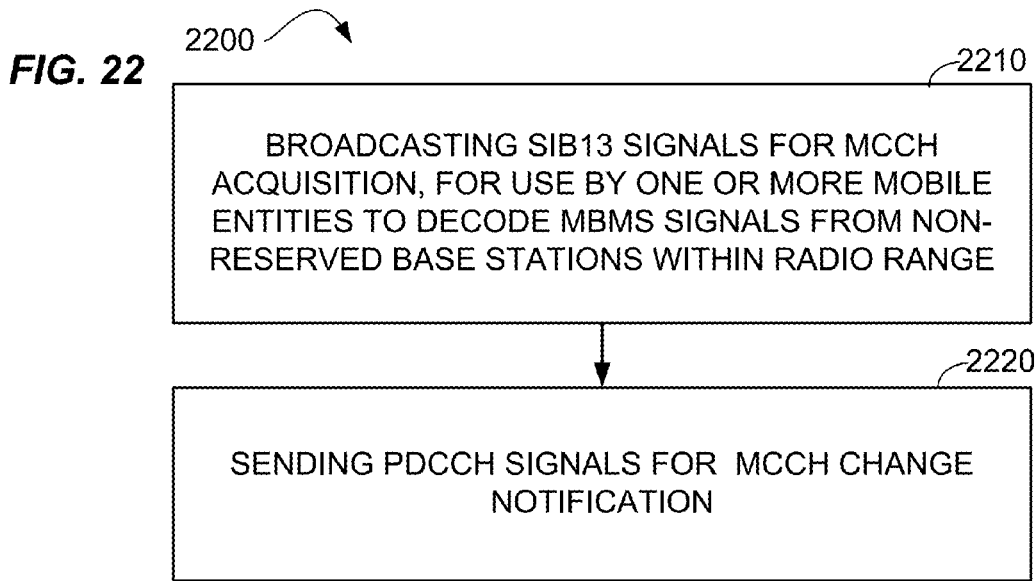 FIG. 22
2200
2210
BROADCASTING SIB13 SIGNALS FOR MCCH
ACQUISITION, FOR USE BY ONE OR MORE MOBILE
ENTITIES TO DECODE MBMS SIGNALS FROM NON-
RESERVED BASE STATIONS WITHIN RADIO RANGE
2220
SENDING PDCCH SIGNALS FOR MCCH CHANGE
NOTIFICATION